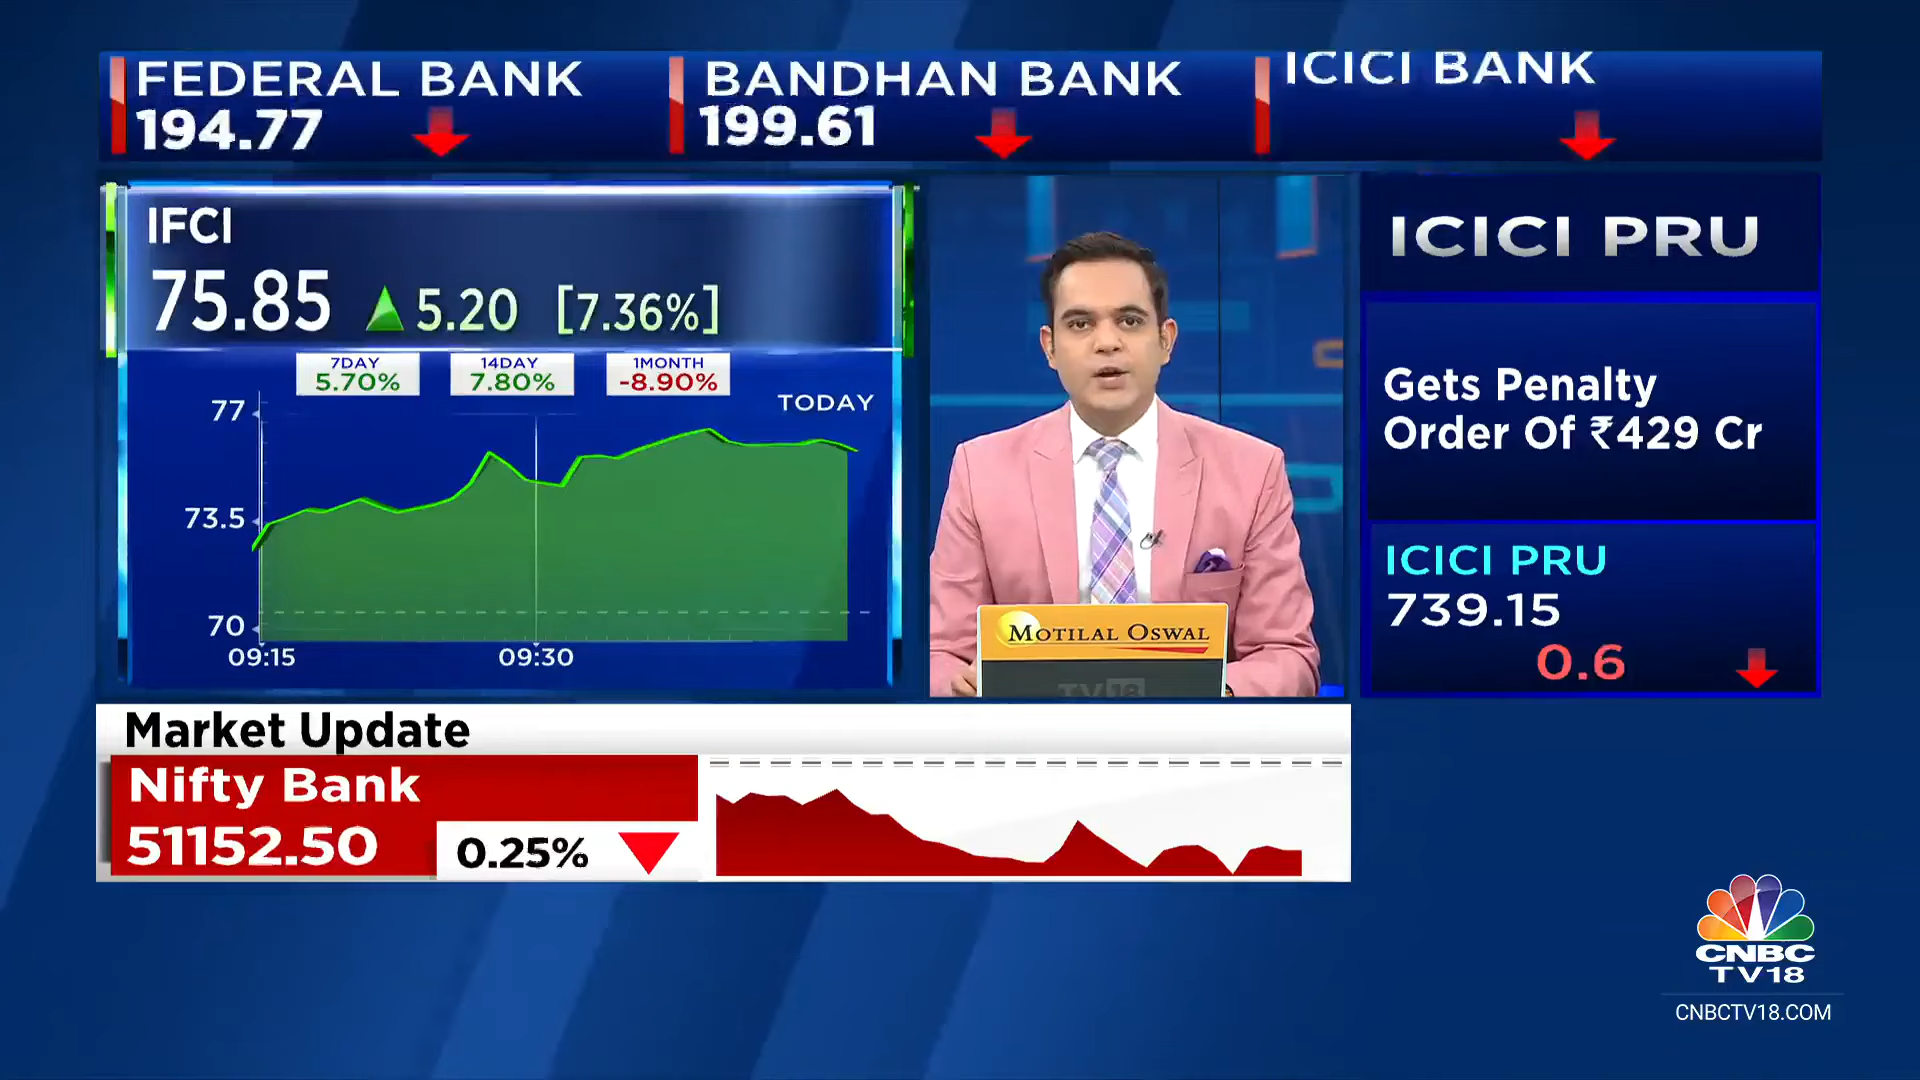 FEDERAL BANK
194.77
BANDHAN BANK
199.61
ICICI BANK
IFCI
75.85 5.20 [7.36%]
7DAY
5.70%
14DAY
7.80%
1MONTH
-8.90%
TODAY
77
73.5
70
09:15 09:30
MOTILAL OSWAL
TV18
ICICI PRU
Gets Penalty
Order Of ₹429 Cr
ICICI PRU
739.15
0.6
Market Update
Nifty Bank
51152.50
0.25%
CNBC
TV18
CNBCTV18.COM